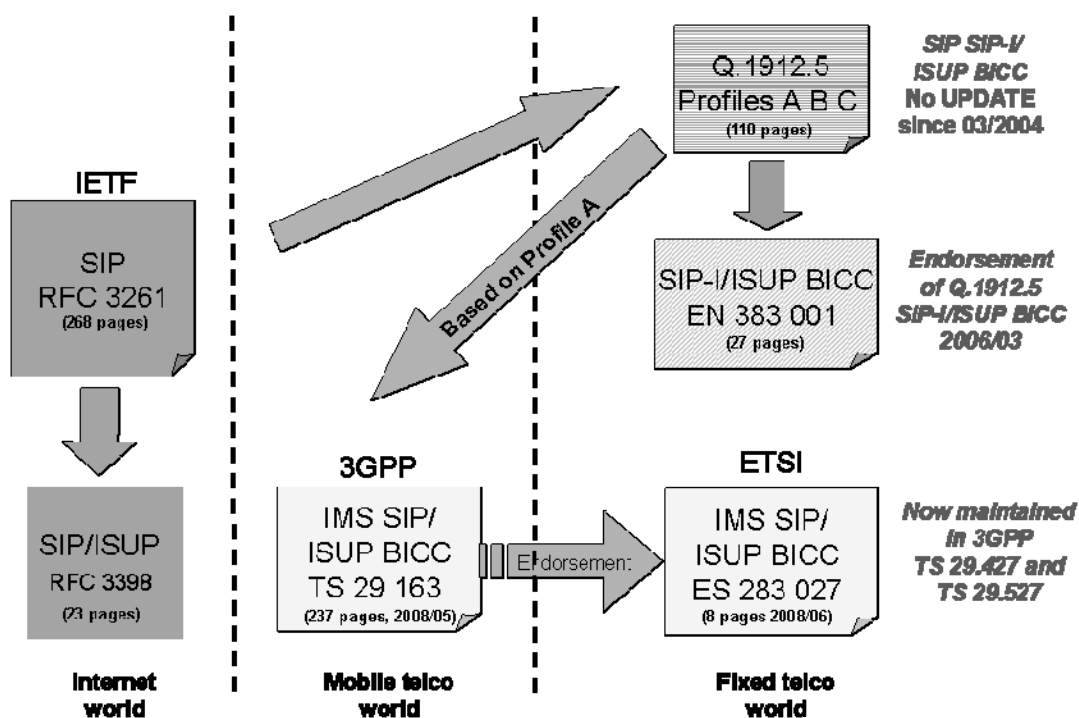 IETF
SIP
RFC 3261
(268 pages)
SIP/ISUP
RFC 3398
(23 pages)
Internet
world
Based on Profile A
3GPP
IMS SIP/
ISUP BICC
TS 29 163
(237 pages, 2008/05)
Endorsement
Mobile telco
world
Q.1912.5
Profiles A B C
(110 pages)
SIP SIP-I/
ISUP BICC
No UPDATE
since 03/2004
SIP-I/ISUP BICC
EN 383 001
(27 pages)
Endorsement
of Q.1912.5
SIP-I/ISUP BICC
2006/03
ETSI
IMS SIP/
ISUP BICC
ES 283 027
(8 pages 2008/06)
Now maintained
in 3GPP
TS 29.427 and
TS 29.527
Fixed telco
world